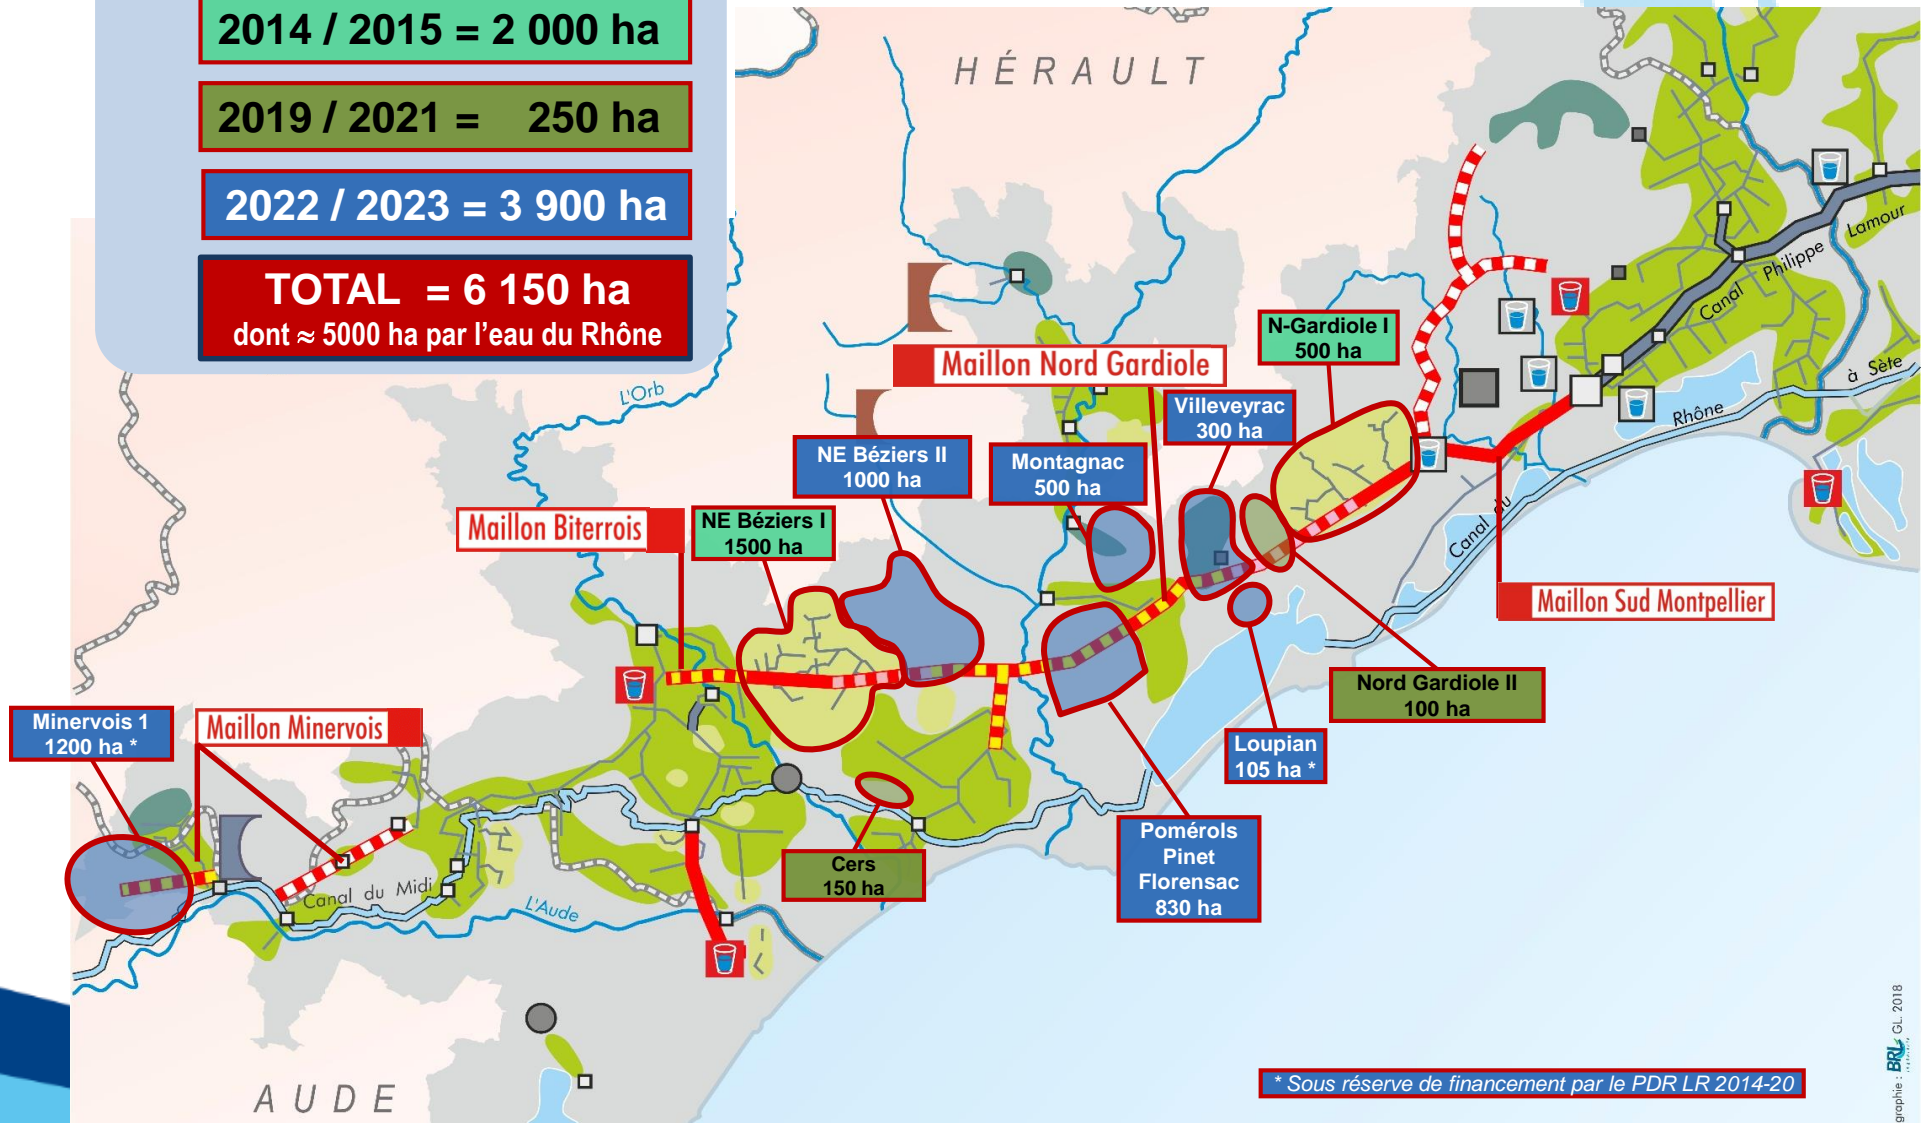 2014 / 2015 = 2 000 ha
2019 / 2021 = 250 ha
2022 / 2023 = 3 900 ha
TOTAL = 6 150 ha
dont ≈ 5000 ha par l'eau du Rhône
HÉRAULT
Lamour
Philippe
Canal
à Sète
Rhône
Canal du
N-Gardiole I
500 ha
Maillon Nord Gardiole
L'Orb
Villeveyrac
300 ha
NE Béziers II
1000 ha
Montagnac
500 ha
Maillon Biterrois
NE Béziers I
1500 ha
Maillon Sud Montpellier
Nord Gardiole II
100 ha
Minervois 1
1200 ha *
Maillon Minervois
Loupian
105 ha *
Pomérols
Pinet
Florensac
830 ha
Cers
150 ha
Canal du Midi
L'Aude
AUDE
* Sous réserve de financement par le PDR LR 2014-20
graphie : BRL GL. 2018